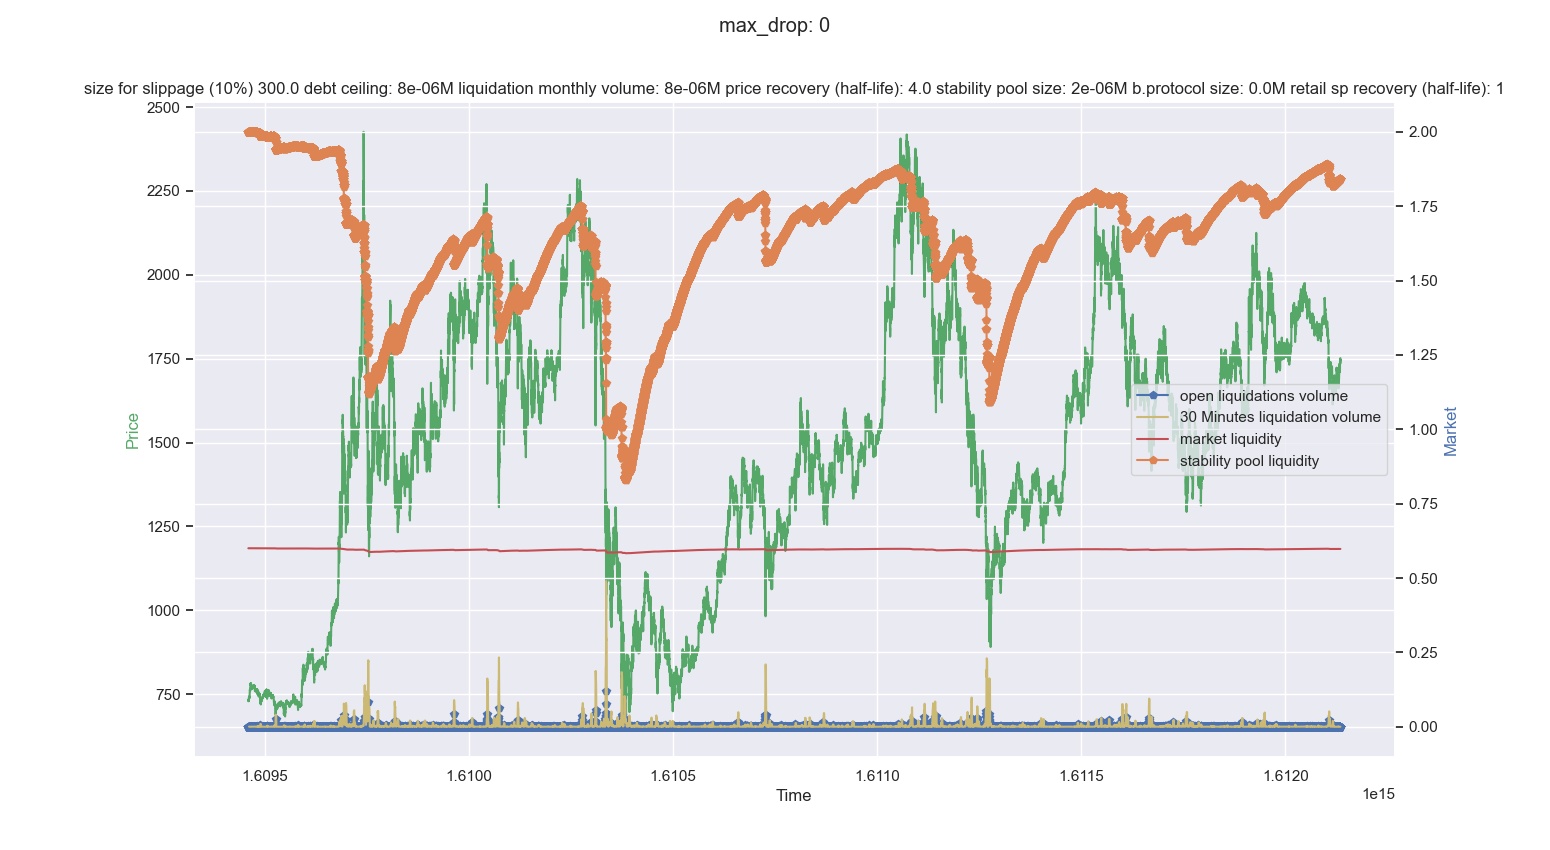 max_drop: 0
size for slippage (10%) 300.0 debt ceiling: 8e-06M liquidation monthly volume: 8e-06M price recovery (half-life): 4.0 stability pool size: 2e-06M b.protocol size: 0.0M retail sp recovery (half-life): 1
2500
2250
2000
1750
1500
1250
1000
750
Price
2.00
1.75
1.50
1.25
1.00
0.75
0.50
0.25
0.00
Market
open liquidations volume
30 Minutes liquidation volume
market liquidity
stability pool liquidity
1.6095
1.6100
1.6105
1.6110
1.6115
1.6120
1e15
Time